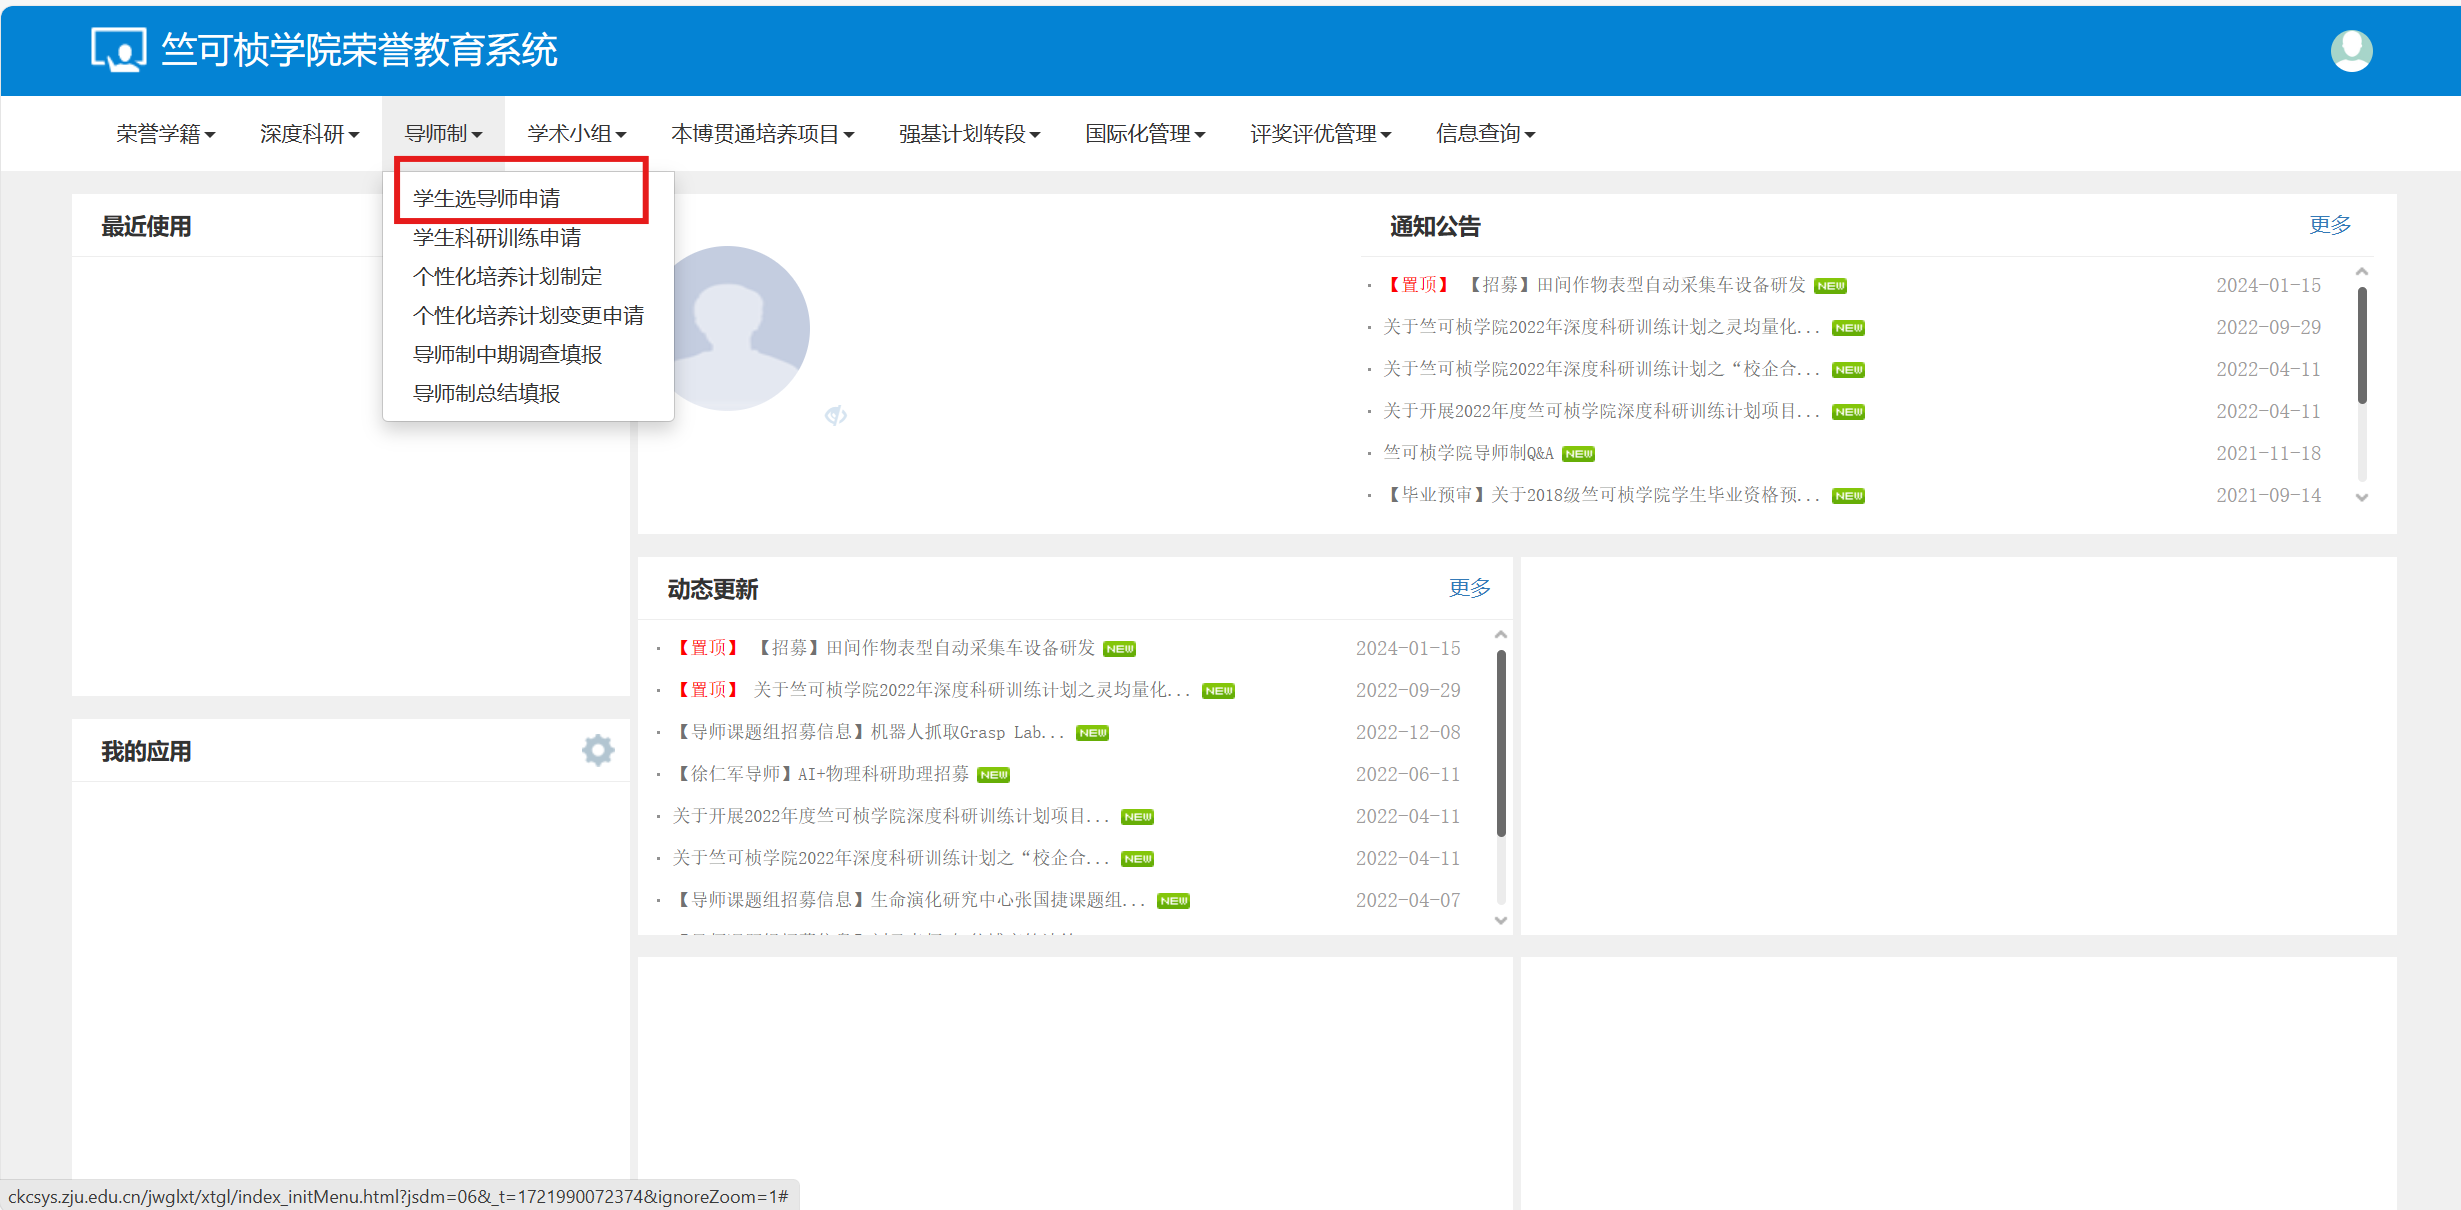 竺可桢学院荣誉教育系统
荣誉学籍 深度科研 导师制 学术小组 本博贯通培养项目 强基计划转段 国际化管理 评奖评优管理 信息查询
学生选导师申请
学生科研训练申请
个性化培养计划制定
个性化培养计划变更申请
导师制中期调查填报
导师制总结填报
最近使用
我的应用
通知公告 更多
· 【置顶】 【招募】田间作物表型自动采集车设备研发 NEW 2024-01-15
· 关于竺可桢学院2022年深度科研训练计划之灵均量化... NEW 2022-09-29
· 关于竺可桢学院2022年深度科研训练计划之“校企合... NEW 2022-04-11
· 关于开展2022年度竺可桢学院深度科研训练计划项目... NEW 2022-04-11
· 竺可桢学院导师制Q&A NEW 2021-11-18
· 【毕业预审】关于2018级竺可桢学院学生毕业资格预... NEW 2021-09-14
动态更新 更多
· 【置顶】 【招募】田间作物表型自动采集车设备研发 NEW 2024-01-15
· 【置顶】 关于竺可桢学院2022年深度科研训练计划之灵均量化... NEW 2022-09-29
· 【导师课题组招募信息】机器人抓取Grasp Lab... NEW 2022-12-08
· 【徐仁军导师】AI+物理科研助理招募 NEW 2022-06-11
· 关于开展2022年度竺可桢学院深度科研训练计划项目... NEW 2022-04-11
· 关于竺可桢学院2022年深度科研训练计划之“校企合... NEW 2022-04-11
· 【导师课题组招募信息】生命演化研究中心张国捷课题组... NEW 2022-04-07
ckcsys.zju.edu.cn/jwglxt/xtgl/index_initMenu.html?jsdm=06&_t=1721990072374&ignoreZoom=1#